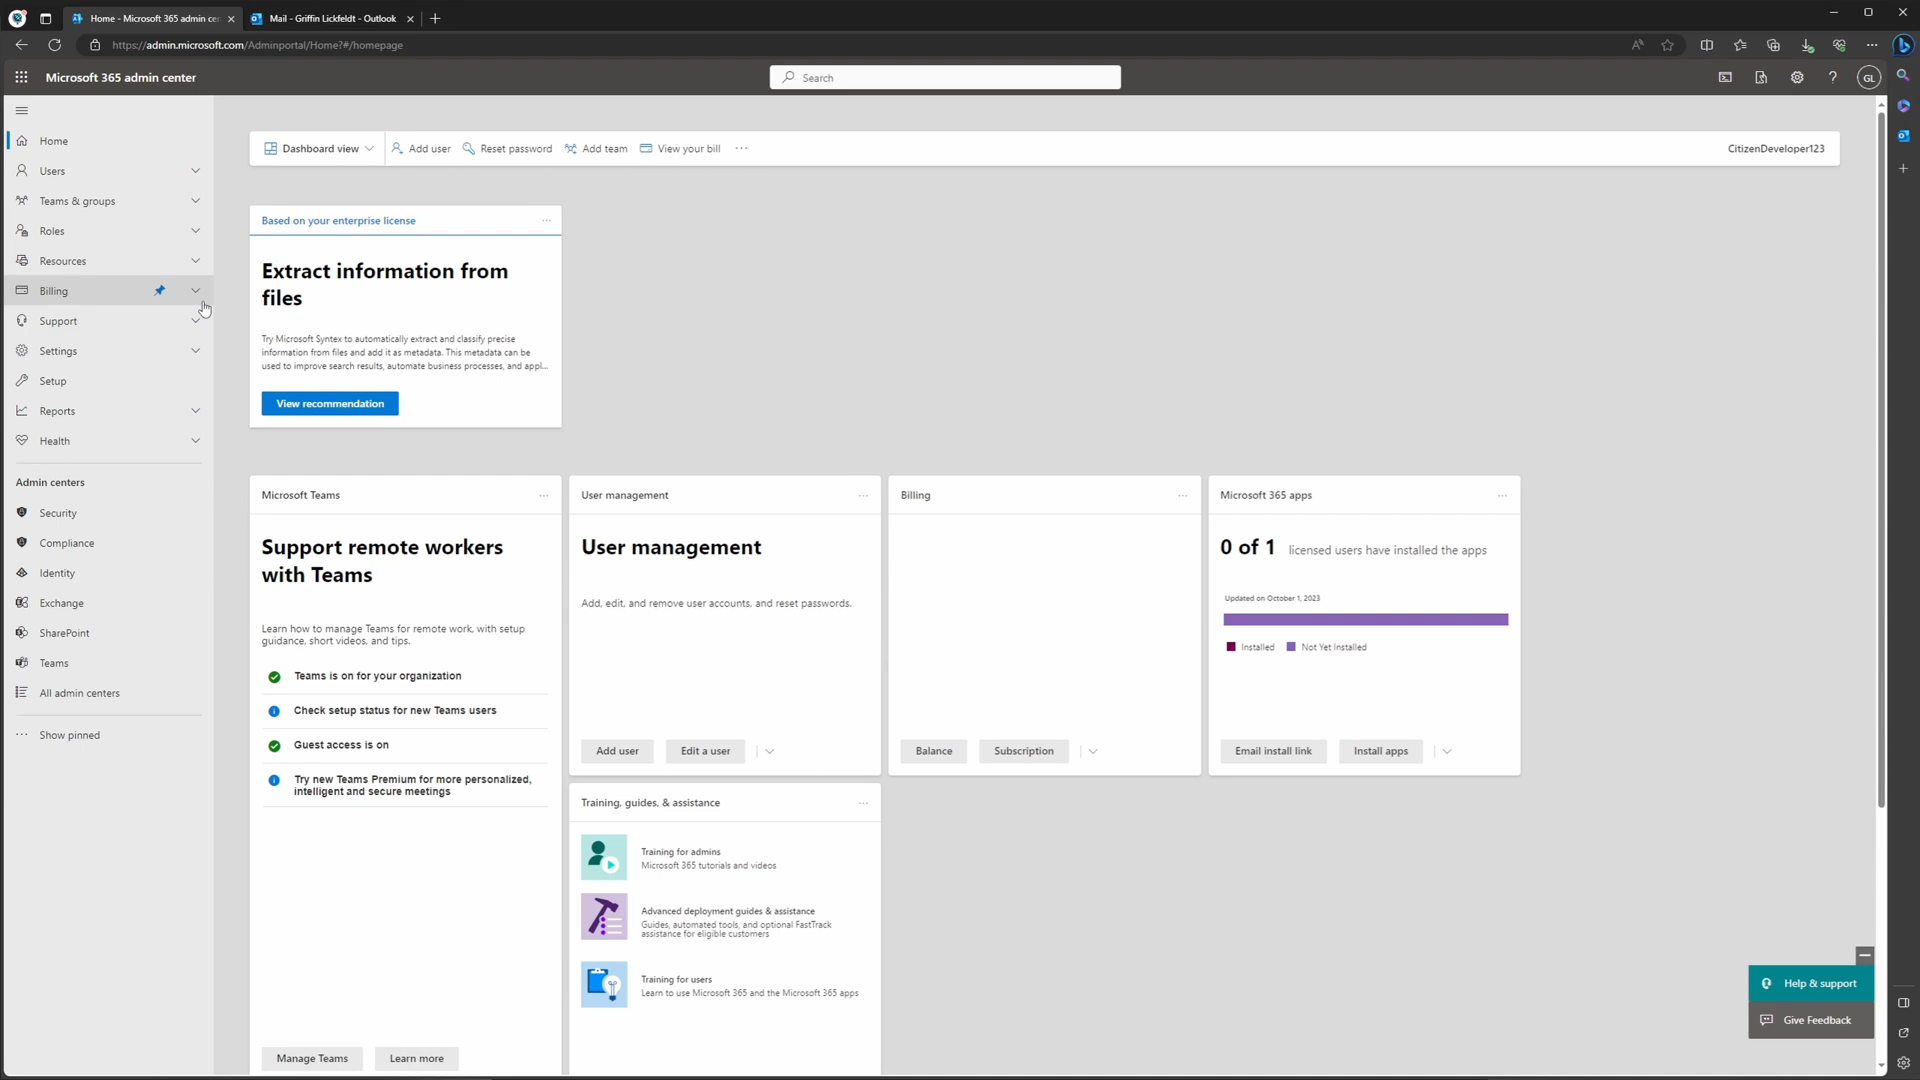 Home - Microsoft 365 admin cen
Mail - Griffin Lickfeldt - Outlook
https://admin.microsoft.com/Adminportal/Home?#/homepage
Microsoft 365 admin center
Search
GL
Home
Users
Teams & groups
Roles
Resources
Billing
Support
Settings
Setup
Reports
Health
Admin centers
Security
Compliance
Identity
Exchange
SharePoint
Teams
All admin centers
Show pinned
Dashboard view
Add user
Reset password
Add team
View your bill
CitizenDeveloper123
Based on your enterprise license
Extract information from
files
Try Microsoft Syntex to automatically extract and classify precise
information from files and add it as metadata. This metadata can be
used to improve search results, automate business processes, and appl...
View recommendation
Microsoft Teams
Support remote workers
with Teams
Learn how to manage Teams for remote work, with setup
guidance, short videos, and tips.
Teams is on for your organization
Check setup status for new Teams users
Guest access is on
Try new Teams Premium for more personalized,
intelligent and secure meetings
Manage Teams
Learn more
User management
User management
Add, edit, and remove user accounts, and reset passwords.
Add user
Edit a user
Billing
Balance
Subscription
Microsoft 365 apps
0 of 1 licensed users have installed the apps
Updated on October 1, 2023
Installed
Not Yet Installed
Email install link
Install apps
Training, guides, & assistance
Training for admins
Microsoft 365 tutorials and videos
Advanced deployment guides & assistance
Guides, automated tools, and optional FastTrack
assistance for eligible customers
Training for users
Learn to use Microsoft 365 and the Microsoft 365 apps
Help & support
Give Feedback